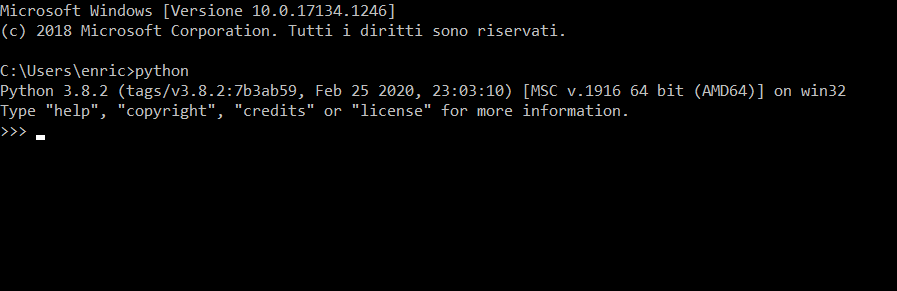 Microsoft Windows [Versione 10.0.17134.1246]
(c) 2018 Microsoft Corporation. Tutti i diritti sono riservati.
C:\Users\enric>python
Python 3.8.2 (tags/v3.8.2:7b3ab59, Feb 25 2020, 23:03:10) [MSC v.1916 64 bit (AMD64)] on win32
Type "help", "copyright", "credits" or "license" for more information.
>>>